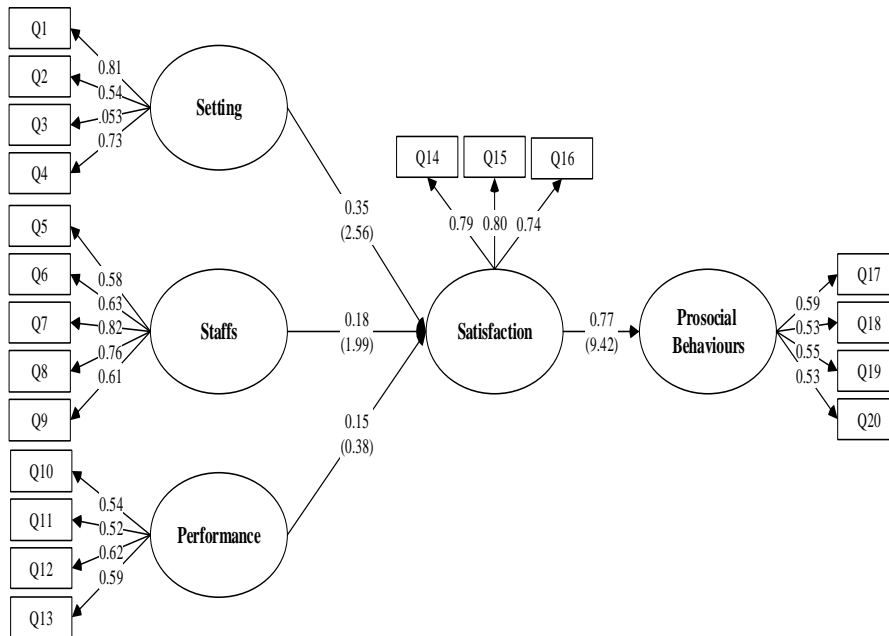 Q1
Q2
Q3
Q4
0.81
0.54
.053
0.73
Setting
Q5
Q6
Q7
Q8
Q9
0.58
0.63
0.82
0.76
0.61
Staffs
Q10
Q11
Q12
Q13
0.54
0.52
0.62
0.59
Performance
0.35
(2.56)
0.18
(1.99)
0.15
(0.38)
Q14
Q15
Q16
0.79
0.80
0.74
Satisfaction
0.77
(9.42)
Prosocial
Behaviours
0.59
0.53
0.55
0.53
Q17
Q18
Q19
Q20